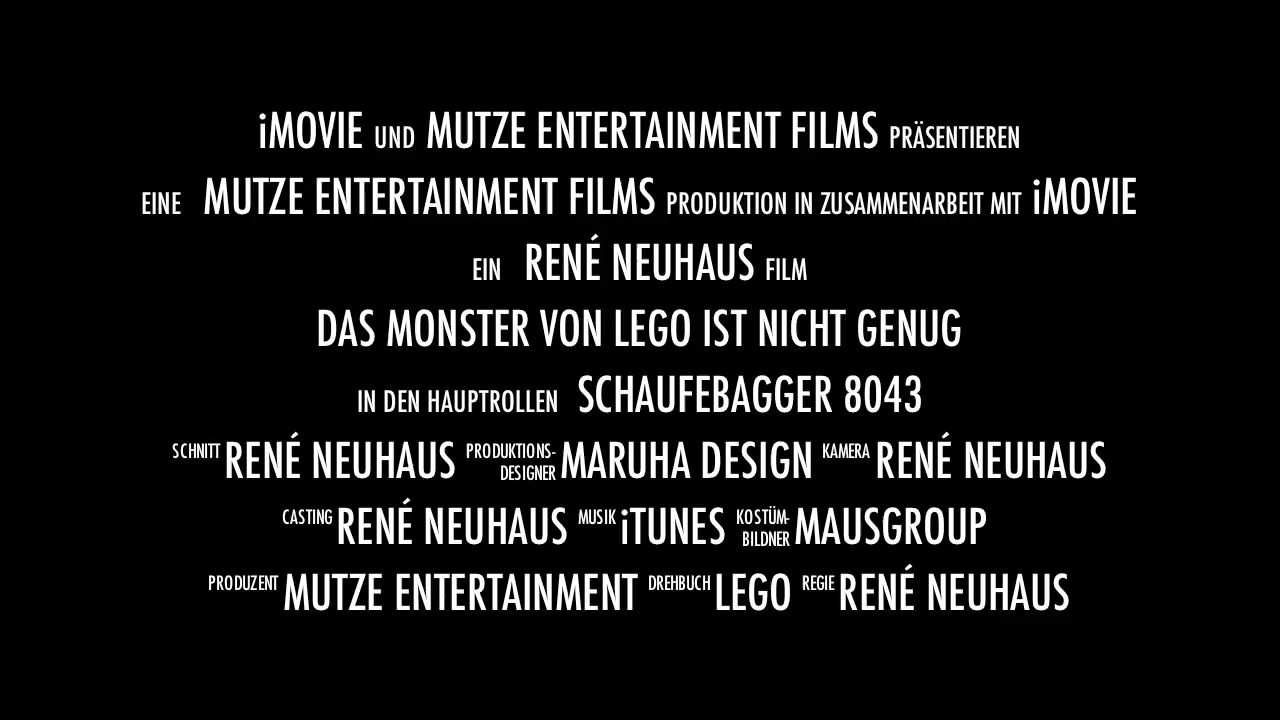 iMOVIE UND MUTZE ENTERTAINMENT FILMS PRÄSENTIEREN
EINE MUTZE ENTERTAINMENT FILMS PRODUKTION IN ZUSAMMENARBEIT MIT iMOVIE
EIN RENÉ NEUHAUS FILM
DAS MONSTER VON LEGO IST NICHT GENUG
IN DEN HAUPTROLLEN SCHAUFEBAGGER 8043
SCHNITT RENÉ NEUHAUS PRODUKTIONS-DESIGNER MARUHA DESIGN KAMERA RENÉ NEUHAUS
CASTING RENÉ NEUHAUS MUSIK iTUNES KOSTÜM-BILDNER MAUSGROUP
PRODUZENT MUTZE ENTERTAINMENT DREHBUCH LEGO REGIE RENÉ NEUHAUS